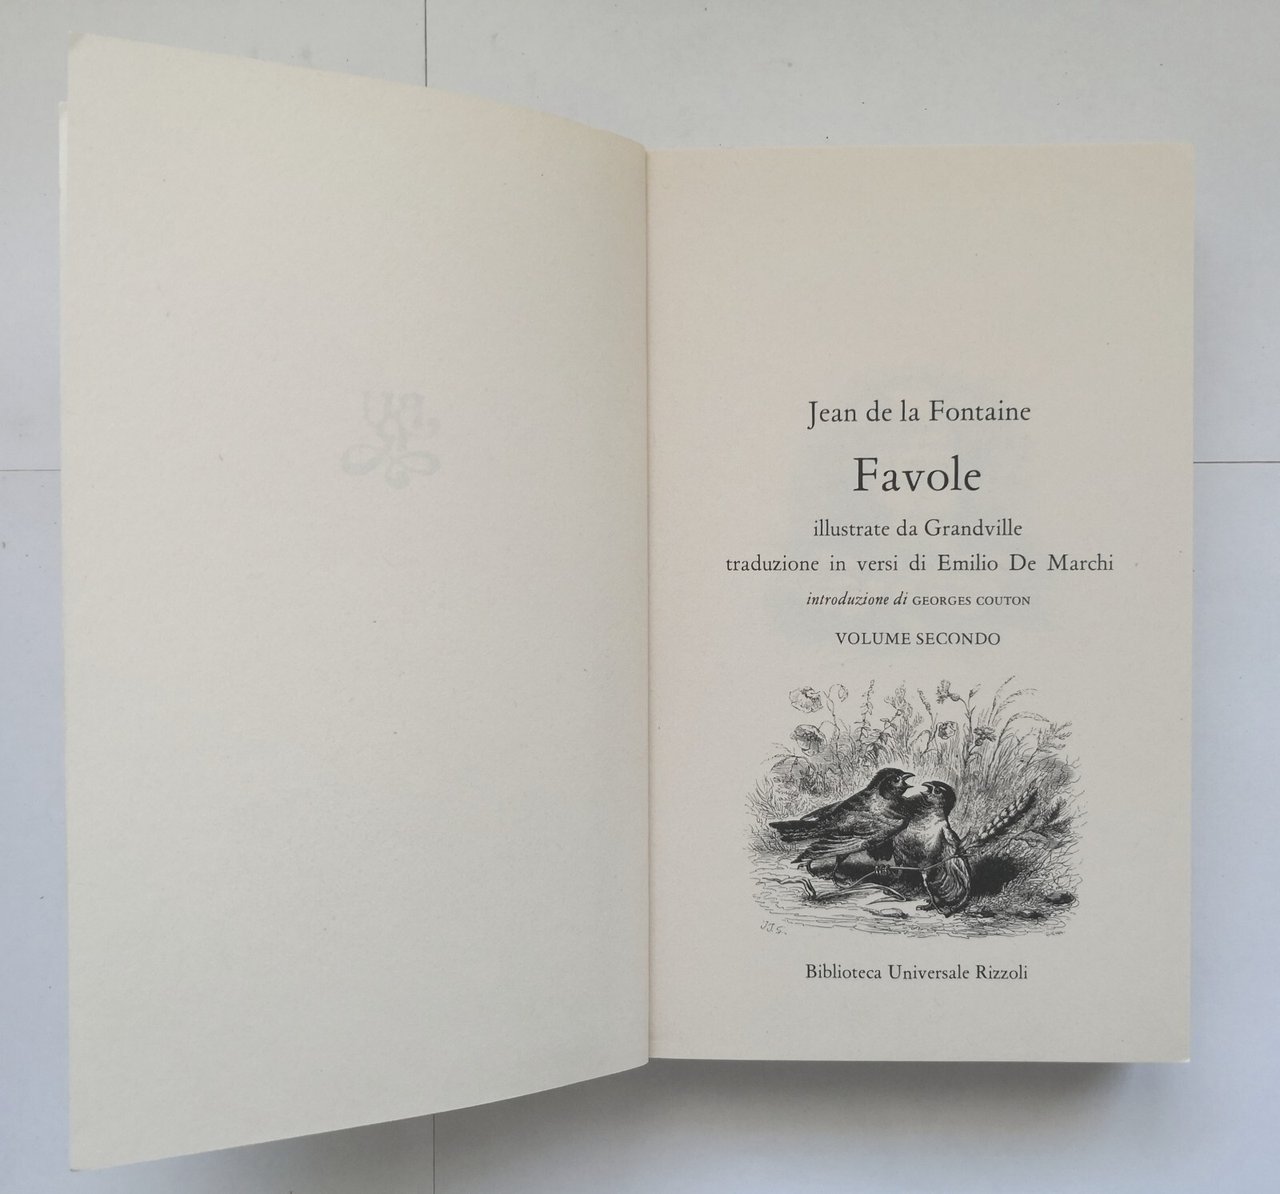 Jean de la Fontaine
Favole
illustrate da Grandville
traduzione in versi di Emilio De Marchi
introduzione di GEORGES COUTON
VOLUME SECONDO
J.J.G.
Biblioteca Universale Rizzoli